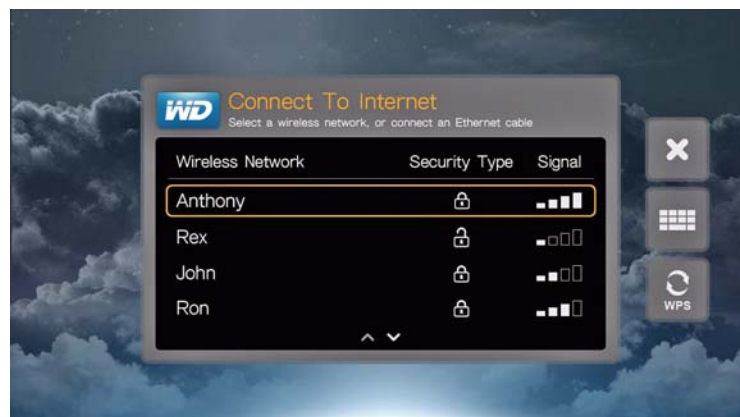 WD
Connect To Internet
Select a wireless network, or connect an Ethernet cable
Wireless Network Security Type Signal
Anthony
Rex
John
Ron
WPS